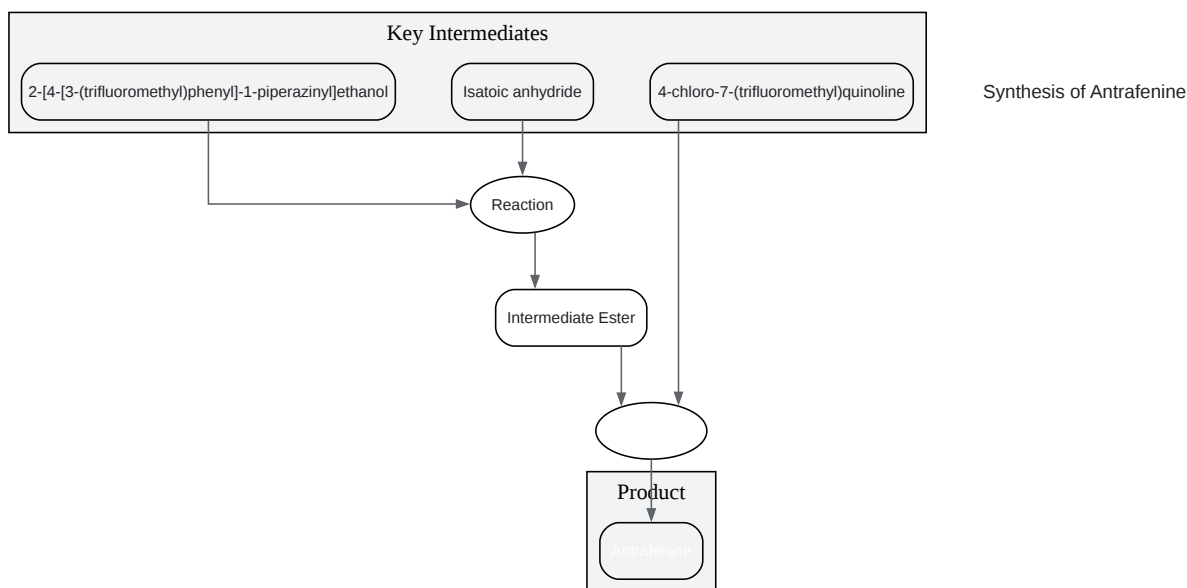 Key Intermediates
2-[4-[3-(trifluoromethyl)phenyl]-1-piperazinyl]ethanol
Isatoic anhydride
4-chloro-7-(trifluoromethyl)quinoline
Synthesis of Antrafenine
Reaction
Intermediate Ester
Product
Antrafenine